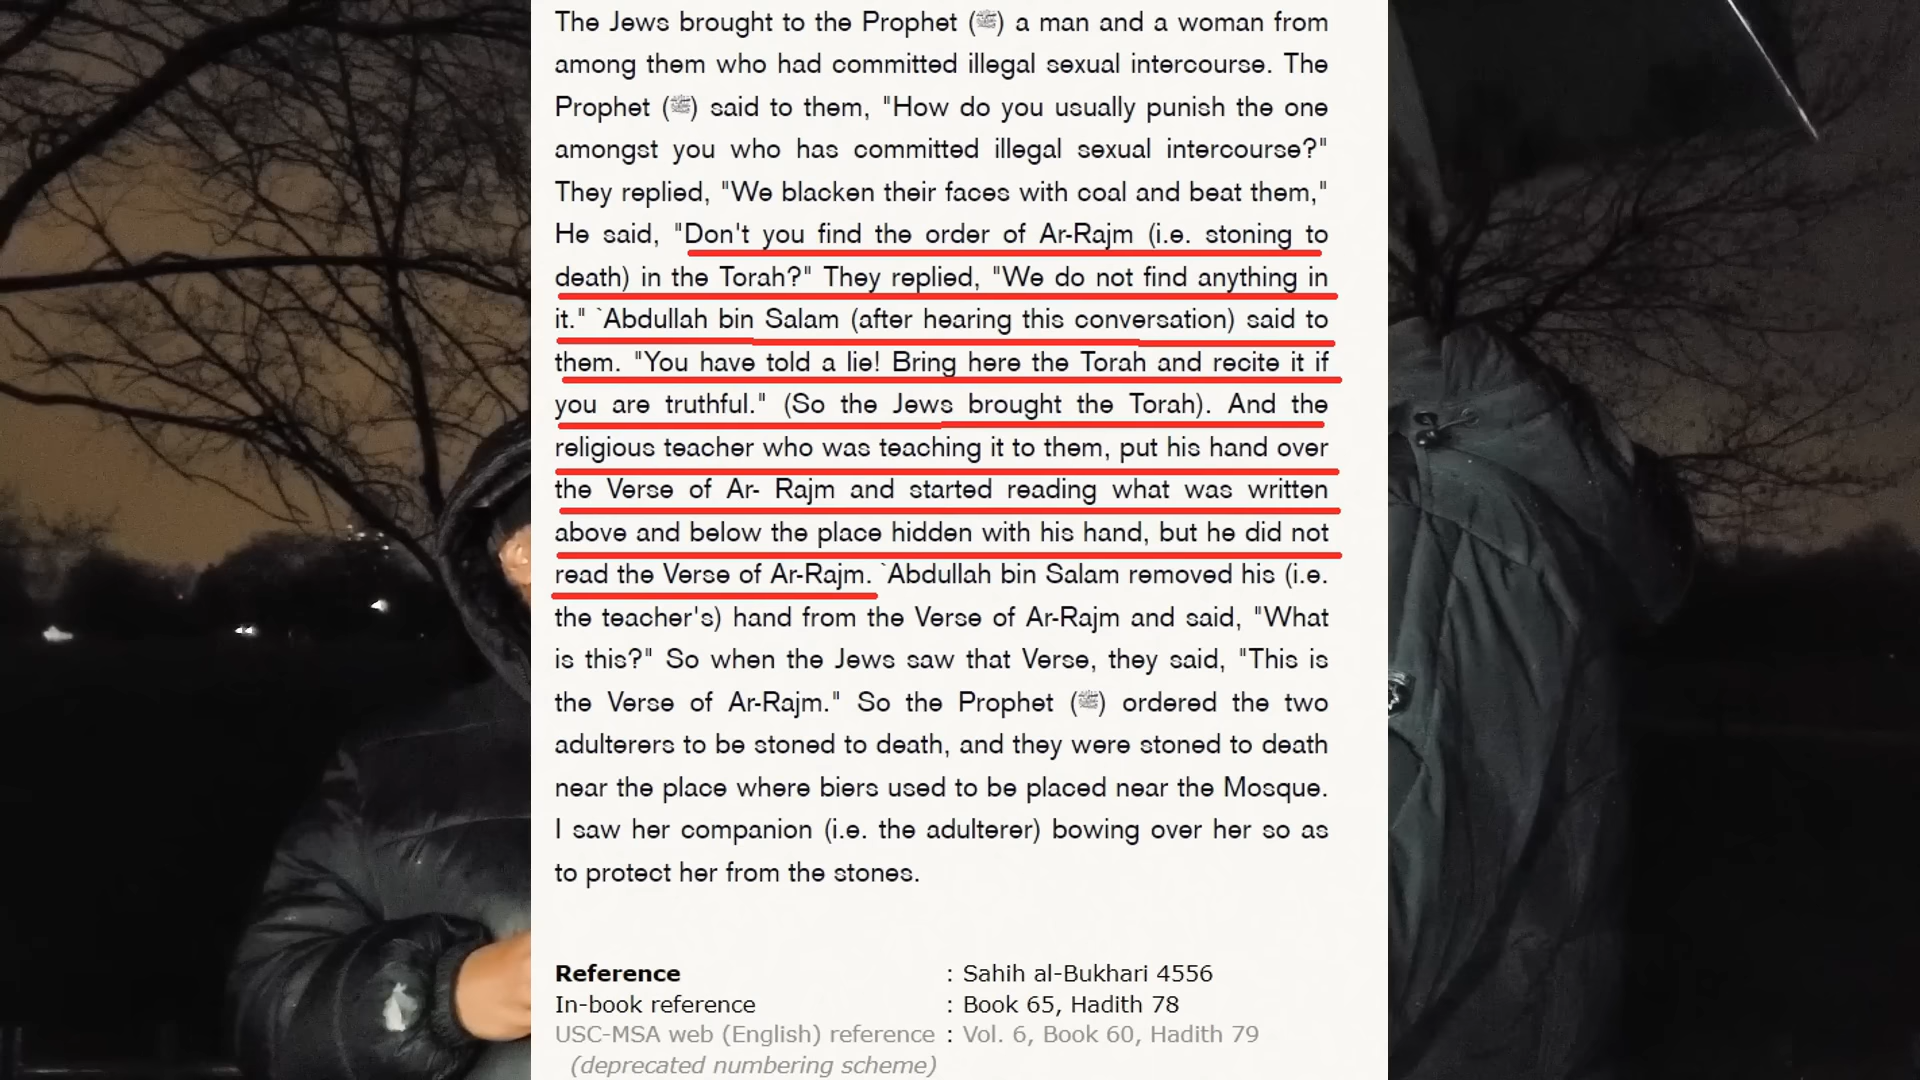 The Jews brought to the Prophet (ﷺ) a man and a woman from
among them who had committed illegal sexual intercourse. The
Prophet (ﷺ) said to them, "How do you usually punish the one
amongst you who has committed illegal sexual intercourse?"
They replied, "We blacken their faces with coal and beat them,"
He said, "Don't you find the order of Ar-Rajm (i.e. stoning to
death) in the Torah?" They replied, "We do not find anything in
it." `Abdullah bin Salam (after hearing this conversation) said to
them. "You have told a lie! Bring here the Torah and recite it if
you are truthful." (So the Jews brought the Torah). And the
religious teacher who was teaching it to them, put his hand over
the Verse of Ar- Rajm and started reading what was written
above and below the place hidden with his hand, but he did not
read the Verse of Ar-Rajm. `Abdullah bin Salam removed his (i.e.
the teacher's) hand from the Verse of Ar-Rajm and said, "What
is this?" So when the Jews saw that Verse, they said, "This is
the Verse of Ar-Rajm." So the Prophet (ﷺ) ordered the two
adulterers to be stoned to death, and they were stoned to death
near the place where biers used to be placed near the Mosque.
I saw her companion (i.e. the adulterer) bowing over her so as
to protect her from the stones.
Reference : Sahih al-Bukhari 4556
In-book reference : Book 65, Hadith 78
USC-MSA web (English) reference : Vol. 6, Book 60, Hadith 79
(deprecated numbering scheme)